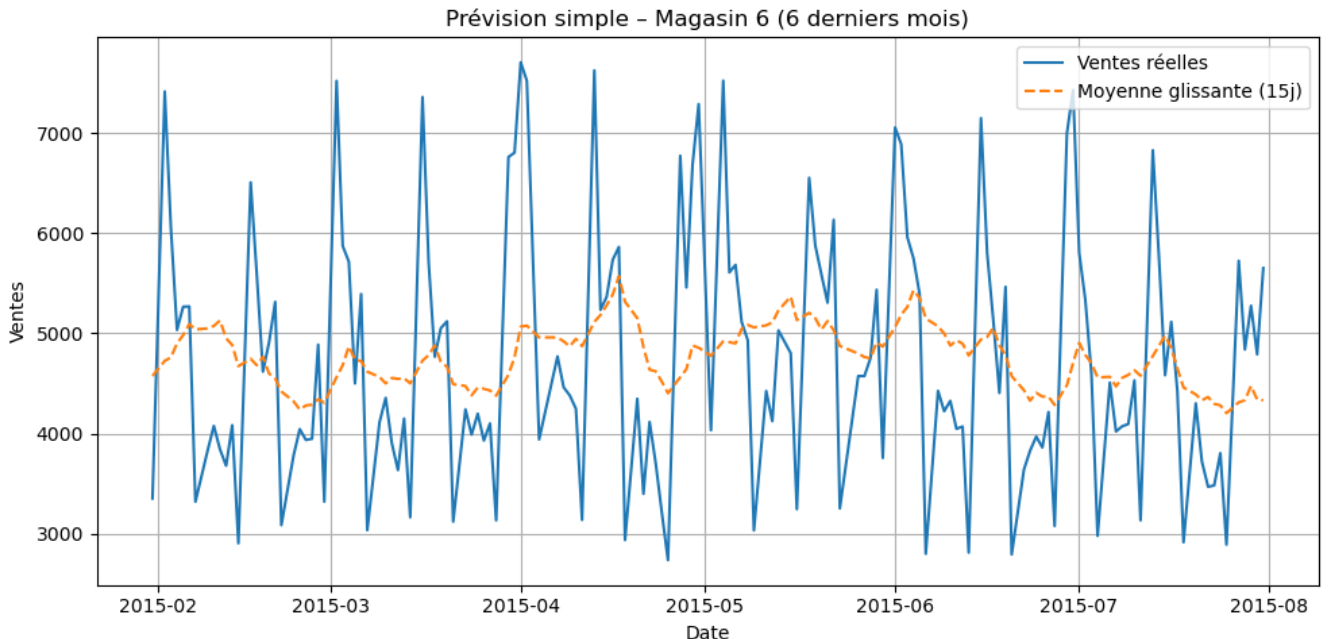 Prévision simple – Magasin 6 (6 derniers mois)
Ventes réelles
Moyenne glissante (15j)
Ventes
7000
6000
5000
4000
3000
2015-02 2015-03 2015-04 2015-05 2015-06 2015-07 2015-08
Date